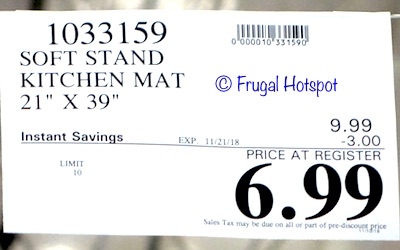 1033159
0000010 331590
SOFT STAND
KITCHEN MAT
21" X 39"
© Frugal Hotspot
9.99
Instant Savings EXP. 11/21/18 -3.00
PRICE AT REGISTER
LIMIT
10
6.99
Sales Tax may be due on all or part of pre-discount price